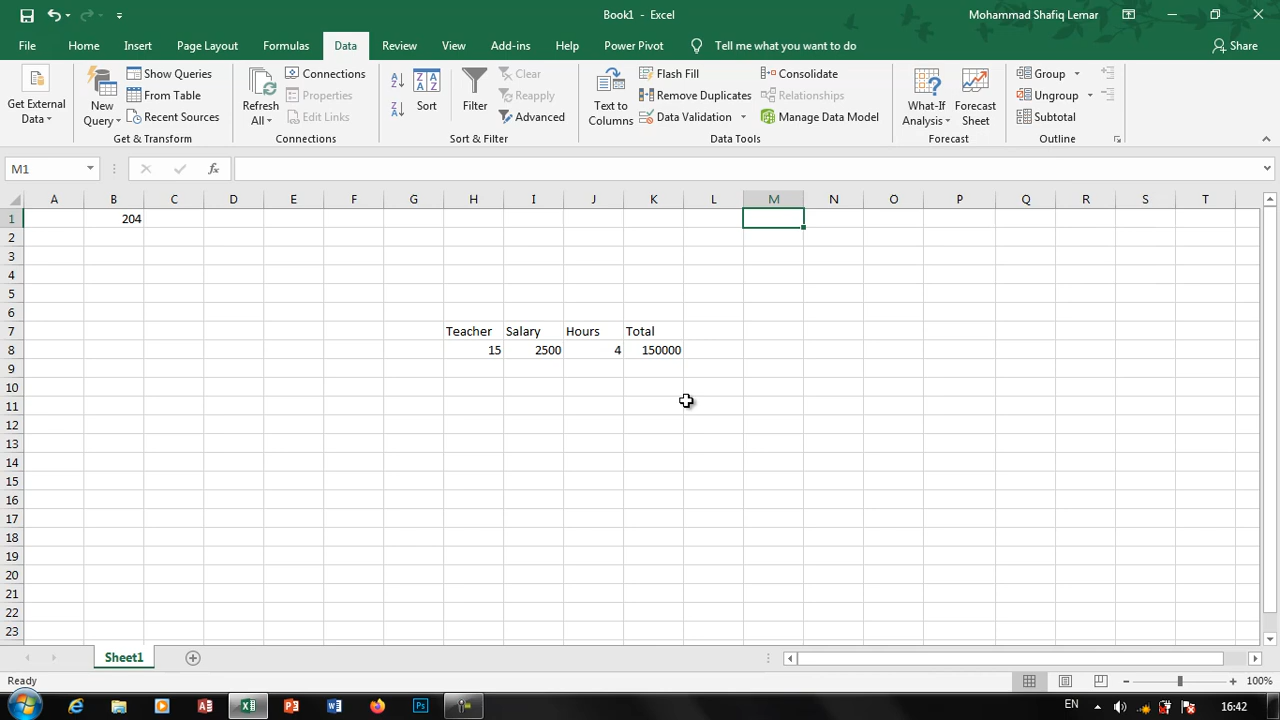 Book1 - Excel
Mohammad Shafiq Lemar
File Home Insert Page Layout Formulas Data Review View Add-ins Help Power Pivot Tell me what you want to do Share
Get External Data
New Query
Show Queries
From Table
Recent Sources
Get & Transform
Refresh All
Connections
Properties
Edit Links
Connections
A Z
Z A
Sort
Filter
Clear
Reapply
Advanced
Sort & Filter
Text to Columns
Flash Fill
Remove Duplicates
Data Validation
Consolidate
Relationships
Manage Data Model
Data Tools
What-If Analysis
Forecast Sheet
Forecast
Group
Ungroup
Subtotal
Outline
M1 fx
A B C D E F G H I J K L M N O P Q R S T
1 204
2
3
4
5
6
7 Teacher Salary Hours Total
8 15 2500 4 150000
9
10
11
12
13
14
15
16
17
18
19
20
21
22
23
Sheet1
Ready 100%
EN 16:42